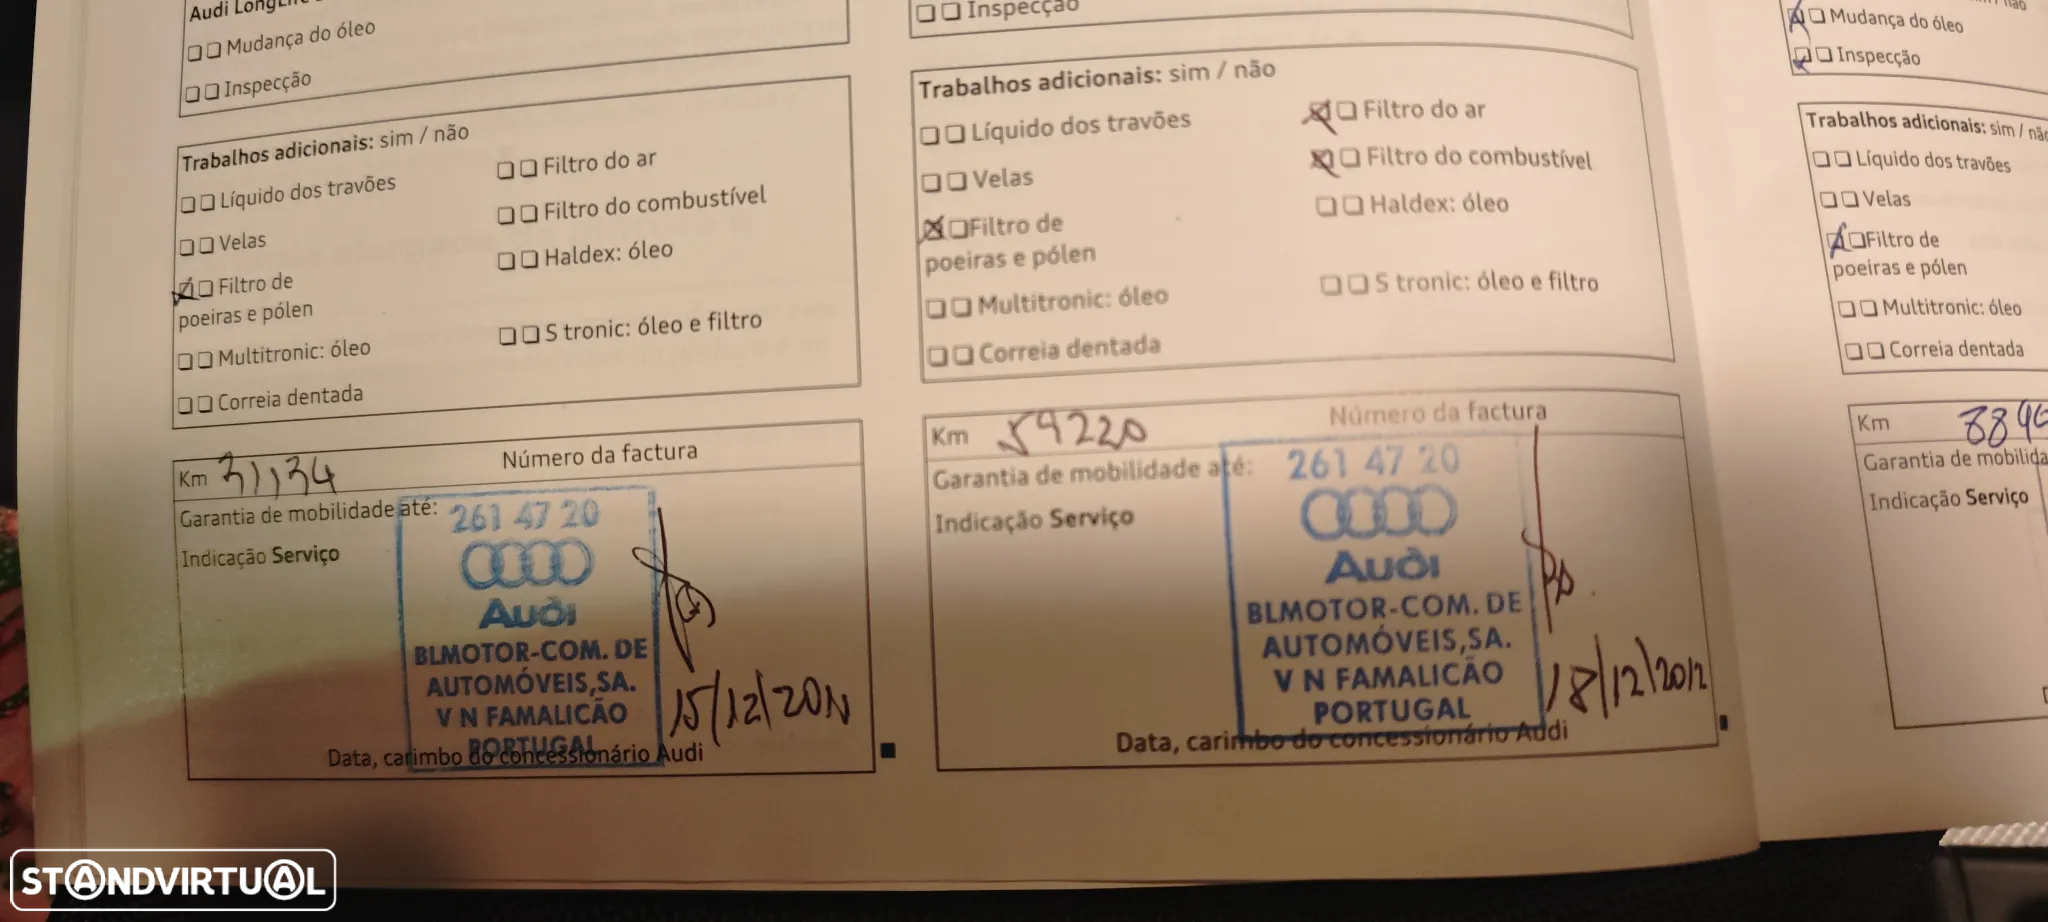 Audi LongLife
Mudança do óleo
Inspecção
Trabalhos adicionais: sim / não
Líquido dos travões
Velas
Filtro de
poeiras e pólen
Multitronic: óleo
Correia dentada
Filtro do ar
Filtro do combustível
Haldex: óleo
S tronic: óleo e filtro
Km 31134
Número da factura
Garantia de mobilidade até:
Indicação Serviço
261 47 20
Audi
BLMOTOR-COM. DE
AUTOMÓVEIS,SA.
V N FAMALICÃO
PORTUGAL
15/12/2011
Data, carimbo do concessionário Audi
Inspecção
Trabalhos adicionais: sim / não
Líquido dos travões
Velas
Filtro de
poeiras e pólen
Multitronic: óleo
Correia dentada
Filtro do ar
Filtro do combustível
Haldex: óleo
S tronic: óleo e filtro
Km 59220
Número da factura
Garantia de mobilidade até:
Indicação Serviço
261 47 20
Audi
BLMOTOR-COM. DE
AUTOMÓVEIS,SA.
V N FAMALICÃO
PORTUGAL
18/12/2012
Data, carimbo do concessionário Audi
Mudança do óleo
Inspecção
Trabalhos adicionais: sim / não
Líquido dos travões
Velas
Filtro de
poeiras e pólen
Multitronic: óleo
Correia dentada
Km
Garantia de mobilida
Indicação Serviço
STANDVIRTUAL